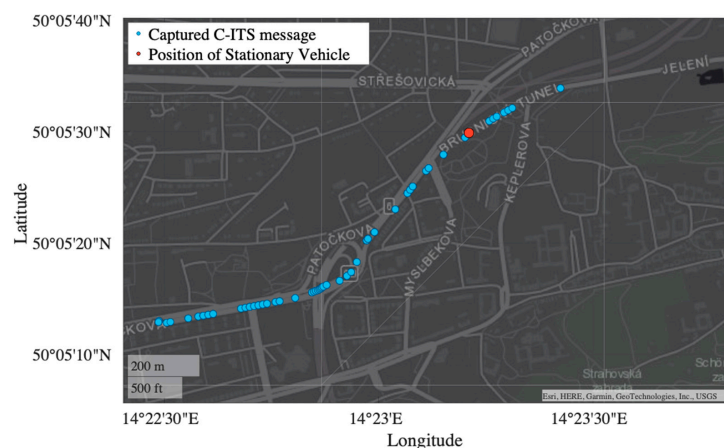 50°05'40"N
Captured C-ITS message
Position of Stationary Vehicle
PATOČKOVA
STŘEŠOVICKÁ
JELENÍ
50°05'30"N
TUNEL
KEPLEROVA
Latitude
50°05'20"N
PATOČKOVA
MYSLBEKOVA
50°05'10"N
200 m
500 ft
Strahovská
zahrada
Esri, HERE, Garmin, GeoTechnologies, Inc., USGS
14°22'30"E
14°23'E
14°23'30"E
Longitude